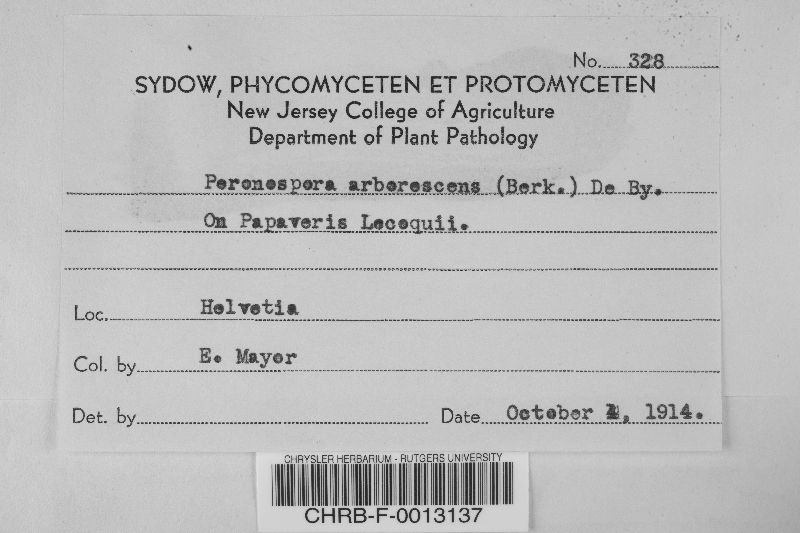 No. 328
SYDOW, PHYCOMYCETEN ET PROTOMYCETEN
New Jersey College of Agriculture
Department of Plant Pathology
Peronospora arborescens (Berk.) De By.
On Papaveris Lecoquii.
Loc. Helvetia
Col. by E. Mayor
Det. by Date October , 1914.
CHRYSLER HERBARIUM - RUTGERS UNIVERSITY
CHRB-F-0013137